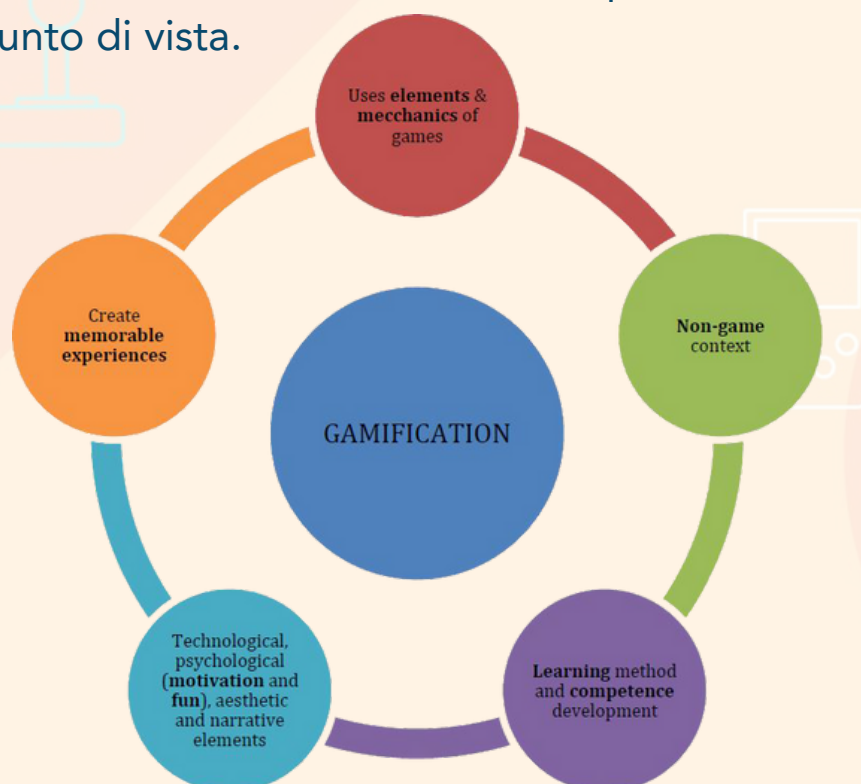 unto di vista.
Uses elements &
mecchanics of
games
Non-game
context
Learning method
and competence
development
Technological,
psychological
(motivation and
fun), aesthetic
and narrative
elements
Create
memorable
experiences
GAMIFICATION